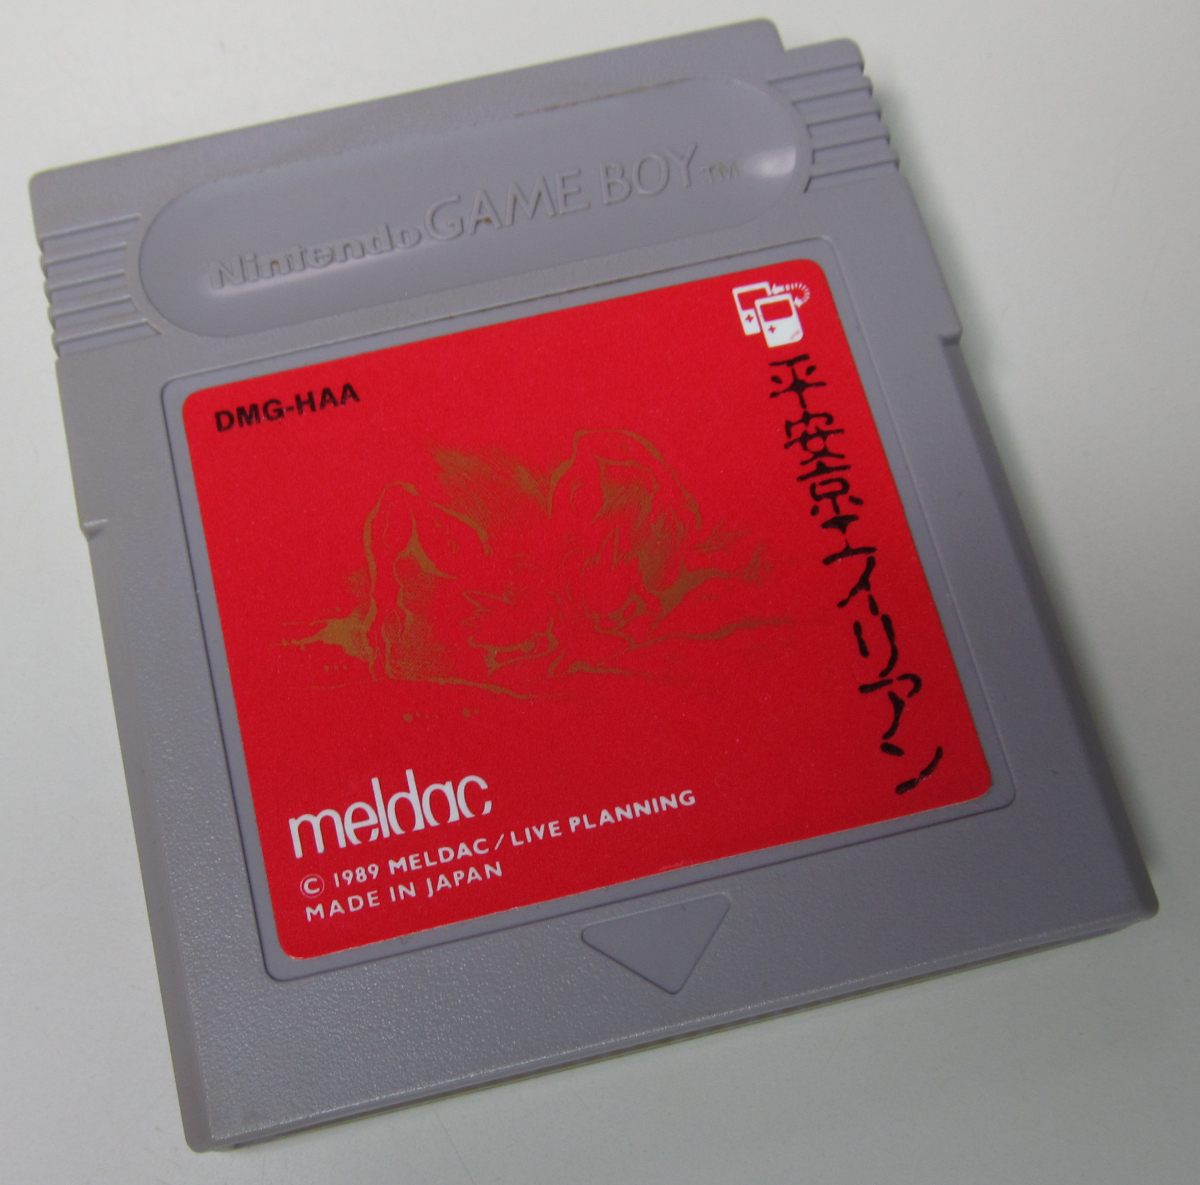 Nintendo GAME BOY™
DMG-HAA
平安京エイリアン
meldac
© 1989 MELDAC/LIVE PLANNING
MADE IN JAPAN